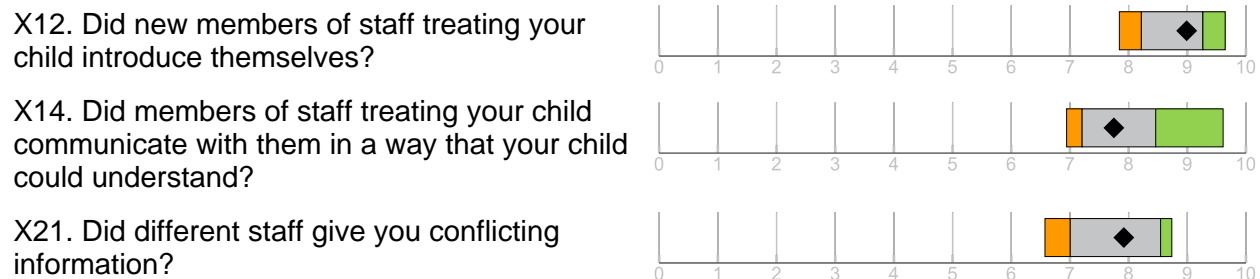 X12. Did new members of staff treating your
child introduce themselves?
0 1 2 3 4 5 6 7 8 9 10
X14. Did members of staff treating your child
communicate with them in a way that your child
could understand?
0 1 2 3 4 5 6 7 8 9 10
X21. Did different staff give you conflicting
information?
0 1 2 3 4 5 6 7 8 9 10